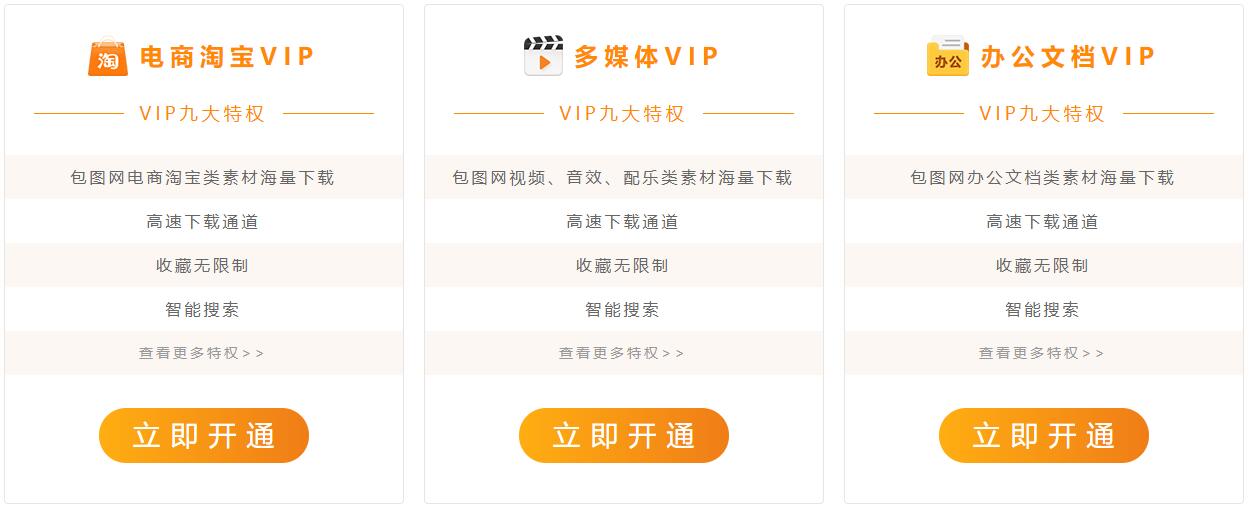 淘 电商淘宝VIP
VIP九大特权
包图网电商淘宝类素材海量下载
高速下载通道
收藏无限制
智能搜索
查看更多特权>>
立即开通
多媒体VIP
VIP九大特权
包图网视频、音效、配乐类素材海量下载
高速下载通道
收藏无限制
智能搜索
查看更多特权>>
立即开通
办公 办公文档VIP
VIP九大特权
包图网办公文档类素材海量下载
高速下载通道
收藏无限制
智能搜索
查看更多特权>>
立即开通